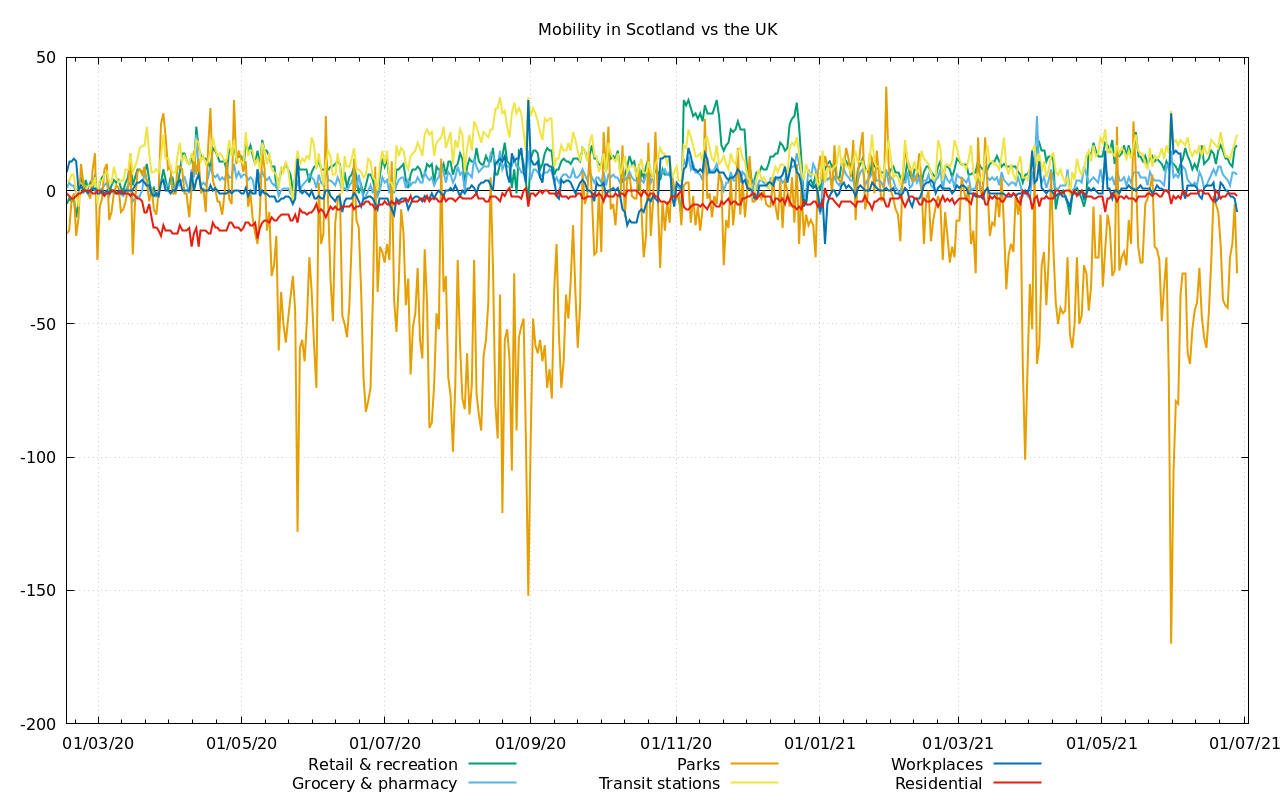 Mobility in Scotland vs the UK
50
0
-50
-100
-150
-200
01/03/20 01/05/20 01/07/20 01/09/20 01/11/20 01/01/21 01/03/21 01/05/21 01/07/21
Retail & recreation Parks Workplaces
Grocery & pharmacy Transit stations Residential